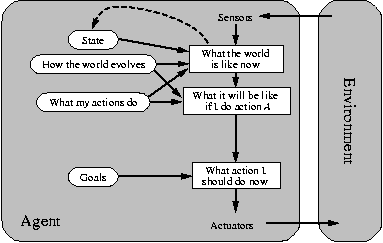 Sensors
State
What the world
is like now
How the world evolves
What it will be like
if I do action A
What my actions do
Goals
What action I
should do now
Agent
Actuators
Environment